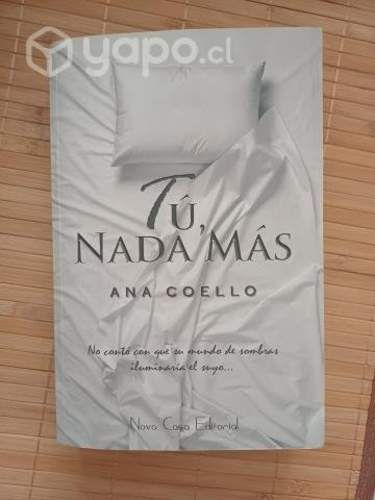 yapo.cl
TÚ,
NADA MÁS
ANA COELLO
No contó con que su mundo de sombras
iluminaría el suyo...
Nova Casa Editorial